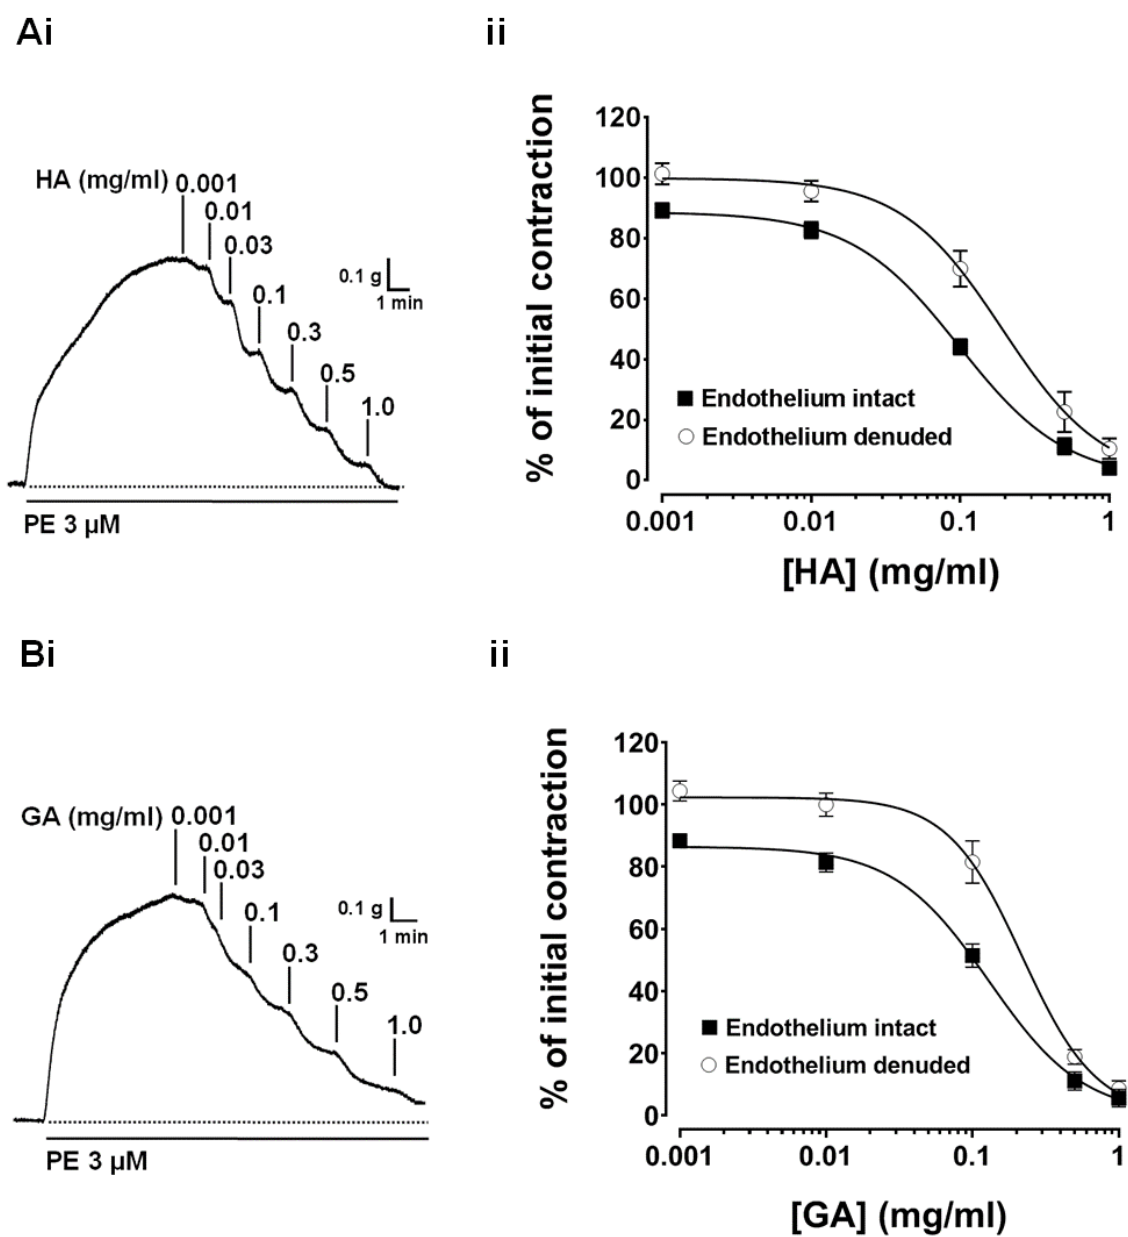 Ai
HA (mg/ml) 0.001
0.01
0.03
0.1
0.3
0.5
1.0
0.1 g
1 min
PE 3 µM
ii
% of initial contraction
120
100
80
60
40
20
0
Endothelium intact
Endothelium denuded
0.001 0.01 0.1 1
[HA] (mg/ml)
Bi
GA (mg/ml) 0.001
0.01
0.03
0.1
0.3
0.5
1.0
0.1 g
1 min
PE 3 µM
ii
% of initial contraction
120
100
80
60
40
20
0
Endothelium intact
Endothelium denuded
0.001 0.01 0.1 1
[GA] (mg/ml)